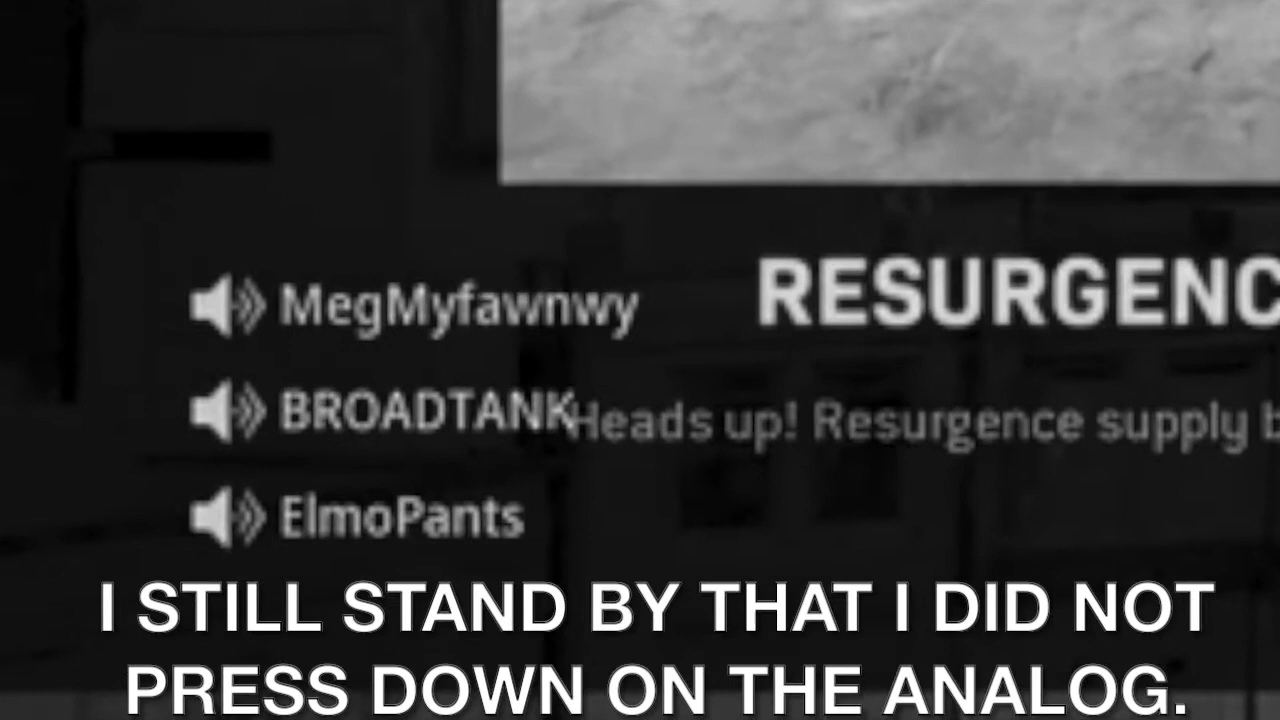 MegMyfawnwy
RESURGENC
BROADTANK
Heads up! Resurgence supply b
ElmoPants
I STILL STAND BY THAT I DID NOT
PRESS DOWN ON THE ANALOG.